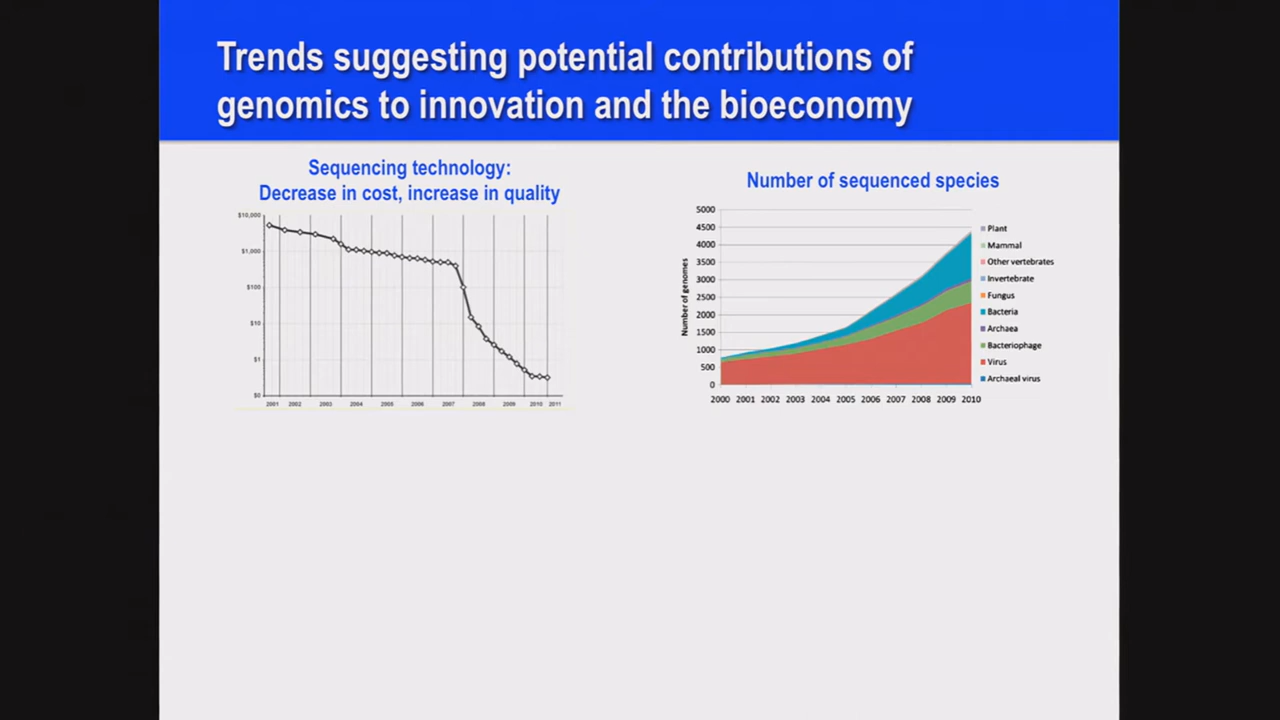 Trends suggesting potential contributions of
genomics to innovation and the bioeconomy
Sequencing technology:
Decrease in cost, increase in quality
$10,000
$1,000
$100
$10
$1
$0
2001 2002 2003 2004 2005 2006 2007 2008 2009 2010 2011
Number of sequenced species
Number of genomes
5000
4500
4000
3500
3000
2500
2000
1500
1000
500
0
2000 2001 2002 2003 2004 2005 2006 2007 2008 2009 2010
Plant
Mammal
Other vertebrates
Invertebrate
Fungus
Bacteria
Archaea
Bacteriophage
Virus
Archaeal virus